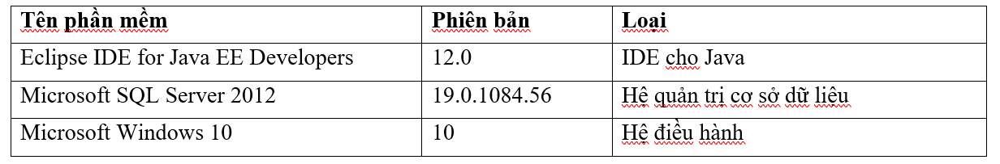 Tên phần mềm Phiên bản Loại
Eclipse IDE for Java EE Developers 12.0 IDE cho Java
Microsoft SQL Server 2012 19.0.1084.56 Hệ quản trị cơ sở dữ liệu
Microsoft Windows 10 10 Hệ điều hành